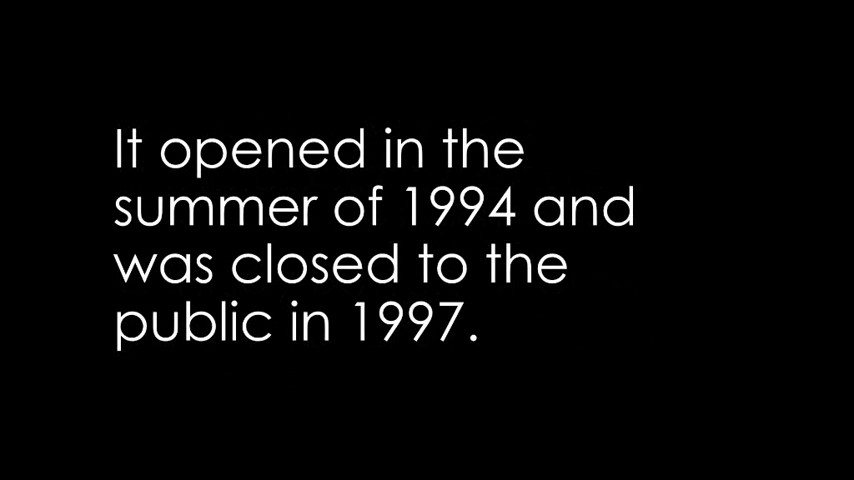 It opened in the
summer of 1994 and
was closed to the
public in 1997.